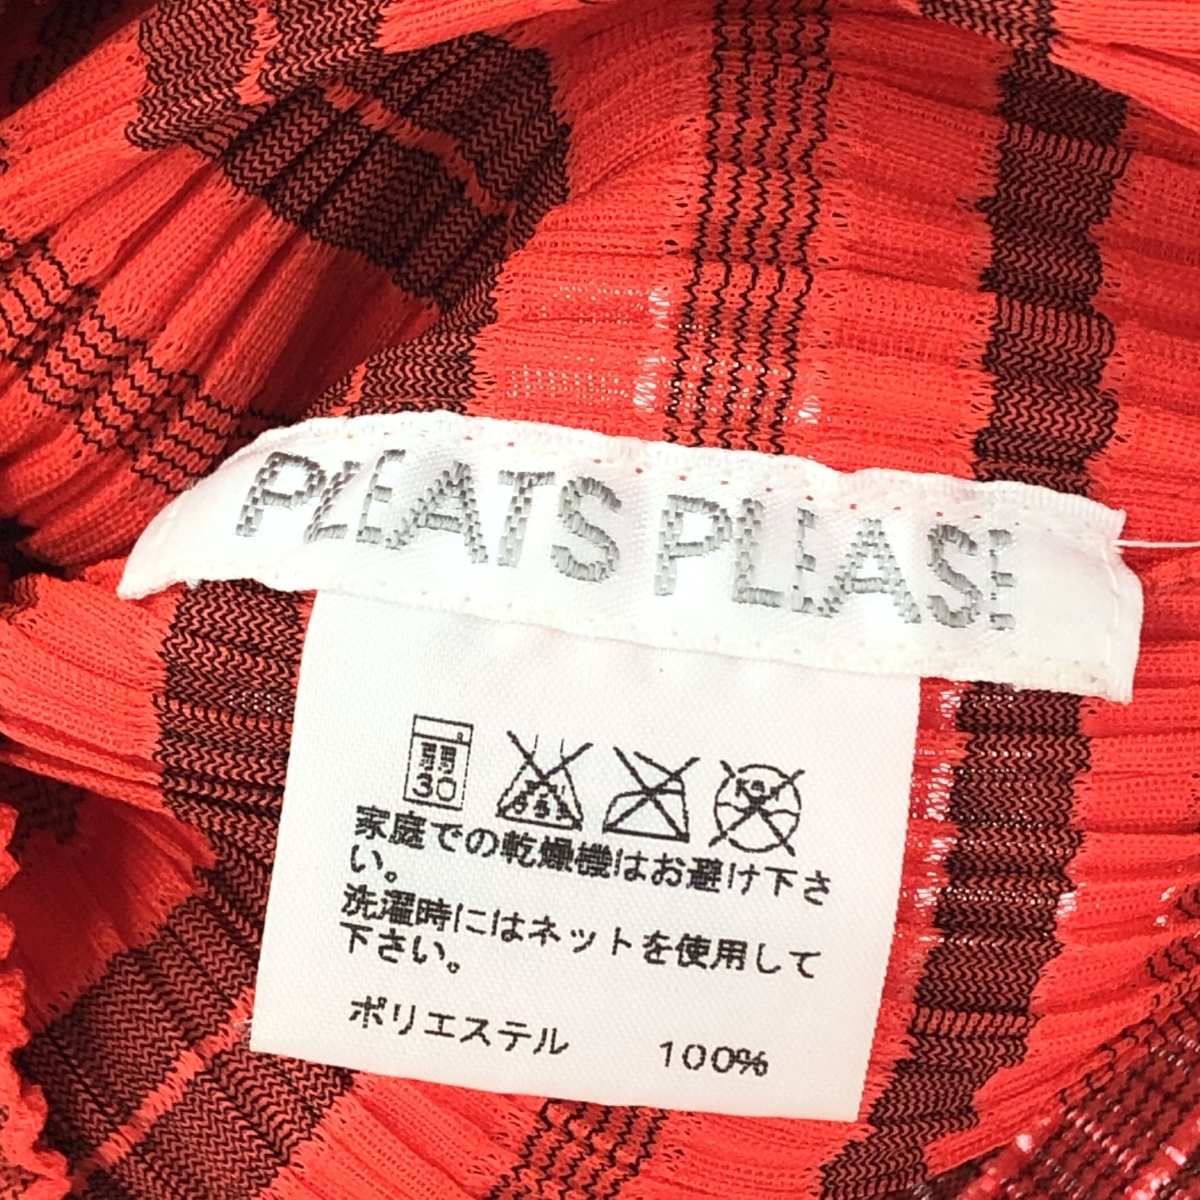 PLEATS PLEASE
弱
30
家庭での乾燥機はお避け下さ
い。
洗濯時にはネットを使用して
下さい。
ポリエステル 100%